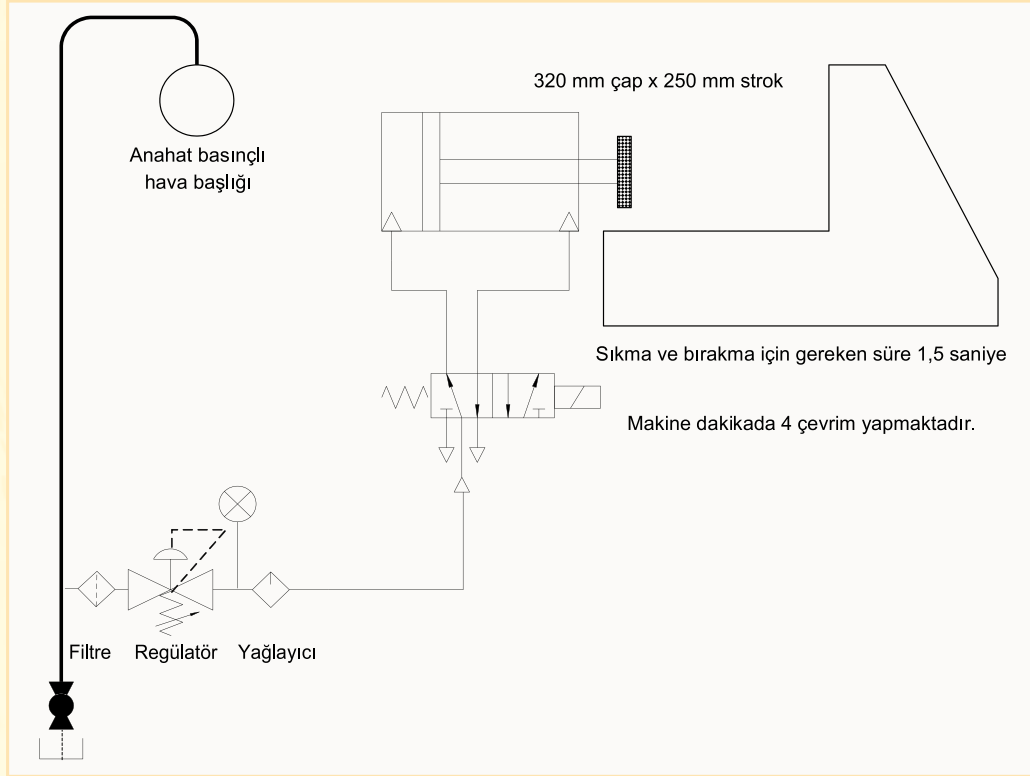 320 mm çap x 250 mm strok
Anahat basınçlı
hava başlığı
Sıkma ve bırakma için gereken süre 1,5 saniye
Makine dakikada 4 çevrim yapmaktadır.
Filtre Regülatör Yağlayıcı